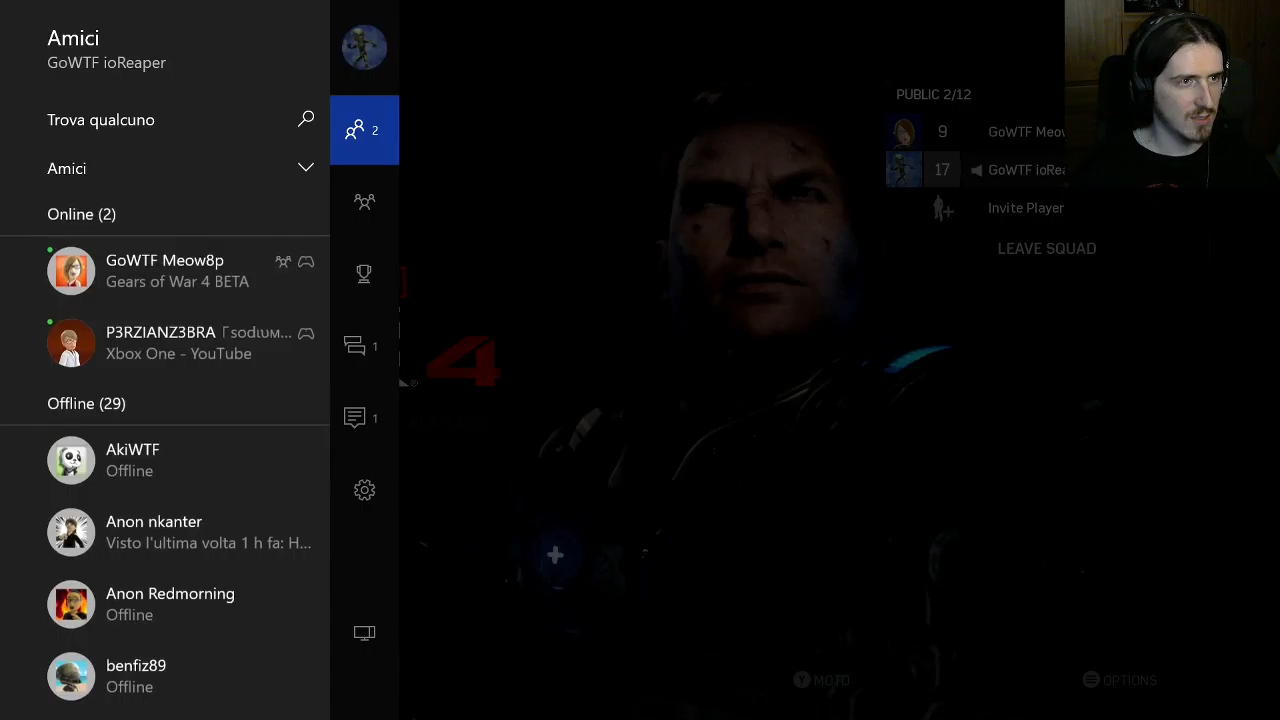 Amici
GoWTF ioReaper
Trova qualcuno
Amici
Online (2)
GoWTF Meow8p
Gears of War 4 BETA
P3RZIANZ3BRA
Xbox One - YouTube
Offline (29)
AkiWTF
Offline
Anon nkanter
Visto l'ultima volta 1 h fa: H...
Anon Redmorning
Offline
benfiz89
Offline
2
1
1
4
PUBLIC 2/12
9 GoWTF Meow
17 GoWTF ioRea
Invite Player
LEAVE SQUAD
Y MOTD
OPTIONS